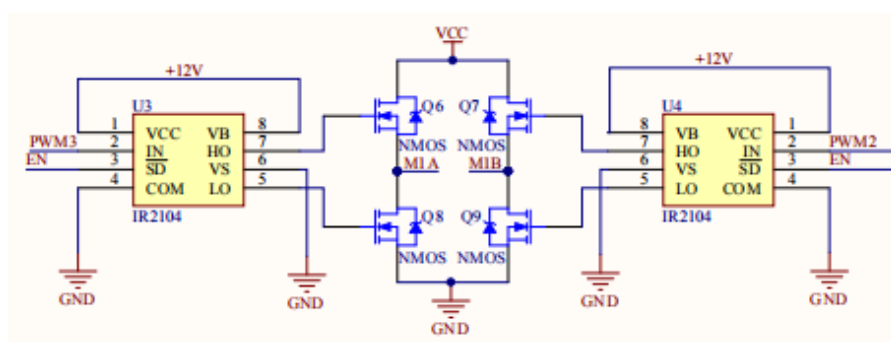 VCC
+12V
+12V
U3
U4
Q6
Q7
1
VCC
VB
8
8
VB
VCC
1
PWM3
2
IN
HO
7
NMOS
NMOS
7
HO
IN
2
PWM2
EN
3
SD
VS
6
M1A
M1B
6
VS
SD
3
EN
4
COM
LO
5
5
LO
COM
4
IR2104
Q8
Q9
IR2104
NMOS
NMOS
GND
GND
GND
GND
GND